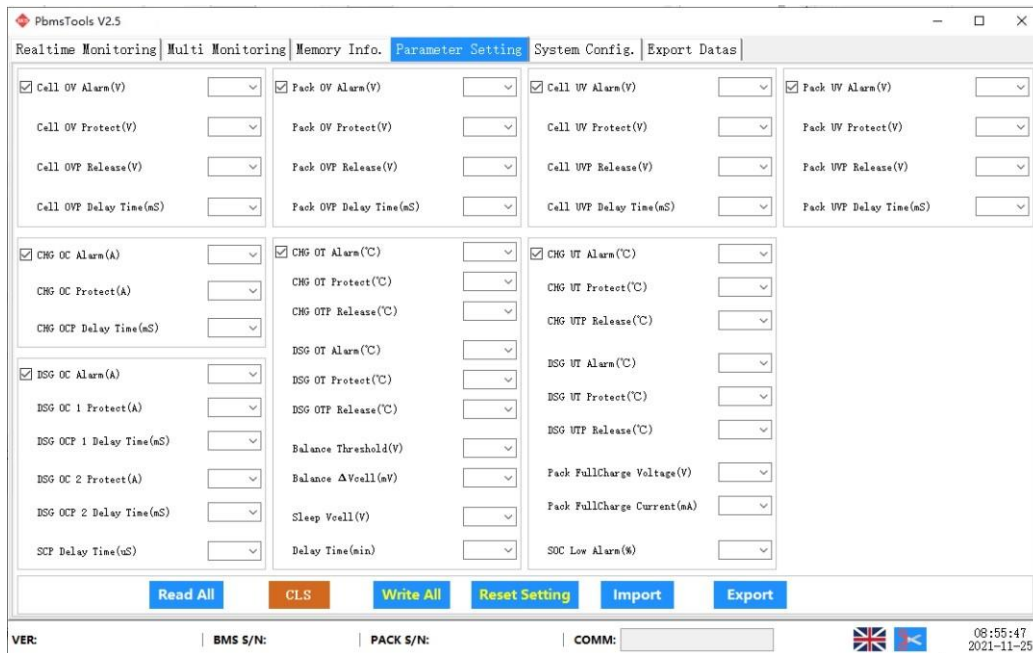 PbmsTools V2.5
Realtime Monitoring Multi Monitoring Memory Info. Parameter Setting System Config. Export Datas
Cell OV Alarm(V)
Cell OV Protect(V)
Cell OVP Release(V)
Cell OVP Delay Time(mS)
Pack OV Alarm(V)
Pack OV Protect(V)
Pack OVP Release(V)
Pack OVP Delay Time(mS)
Cell UV Alarm(V)
Cell UV Protect(V)
Cell UVP Release(V)
Cell UVP Delay Time(mS)
Pack UV Alarm(V)
Pack UV Protect(V)
Pack UVP Release(V)
Pack UVP Delay Time(mS)
CHG OC Alarm(A)
CHG OC Protect(A)
CHG OCP Delay Time(mS)
DSG OC Alarm(A)
DSG OC 1 Protect(A)
DSG OCP 1 Delay Time(mS)
DSG OC 2 Protect(A)
DSG OCP 2 Delay Time(mS)
SCP Delay Time(uS)
CHG OT Alarm(℃)
CHG OT Protect(℃)
CHG OTP Release(℃)
DSG OT Alarm(℃)
DSG OT Protect(℃)
DSG OTP Release(℃)
Balance Threshold(V)
Balance ΔVcell(mV)
Sleep Vcell(V)
Delay Time(min)
CHG UT Alarm(℃)
CHG UT Protect(℃)
CHG UTP Release(℃)
DSG UT Alarm(℃)
DSG UT Protect(℃)
DSG UTP Release(℃)
Pack FullCharge Voltage(V)
Pack FullCharge Current(mA)
SOC Low Alarm(%)
Read All CLS Write All Reset Setting Import Export
VER: BMS S/N: PACK S/N: COMM: 08:55:47
2021-11-25